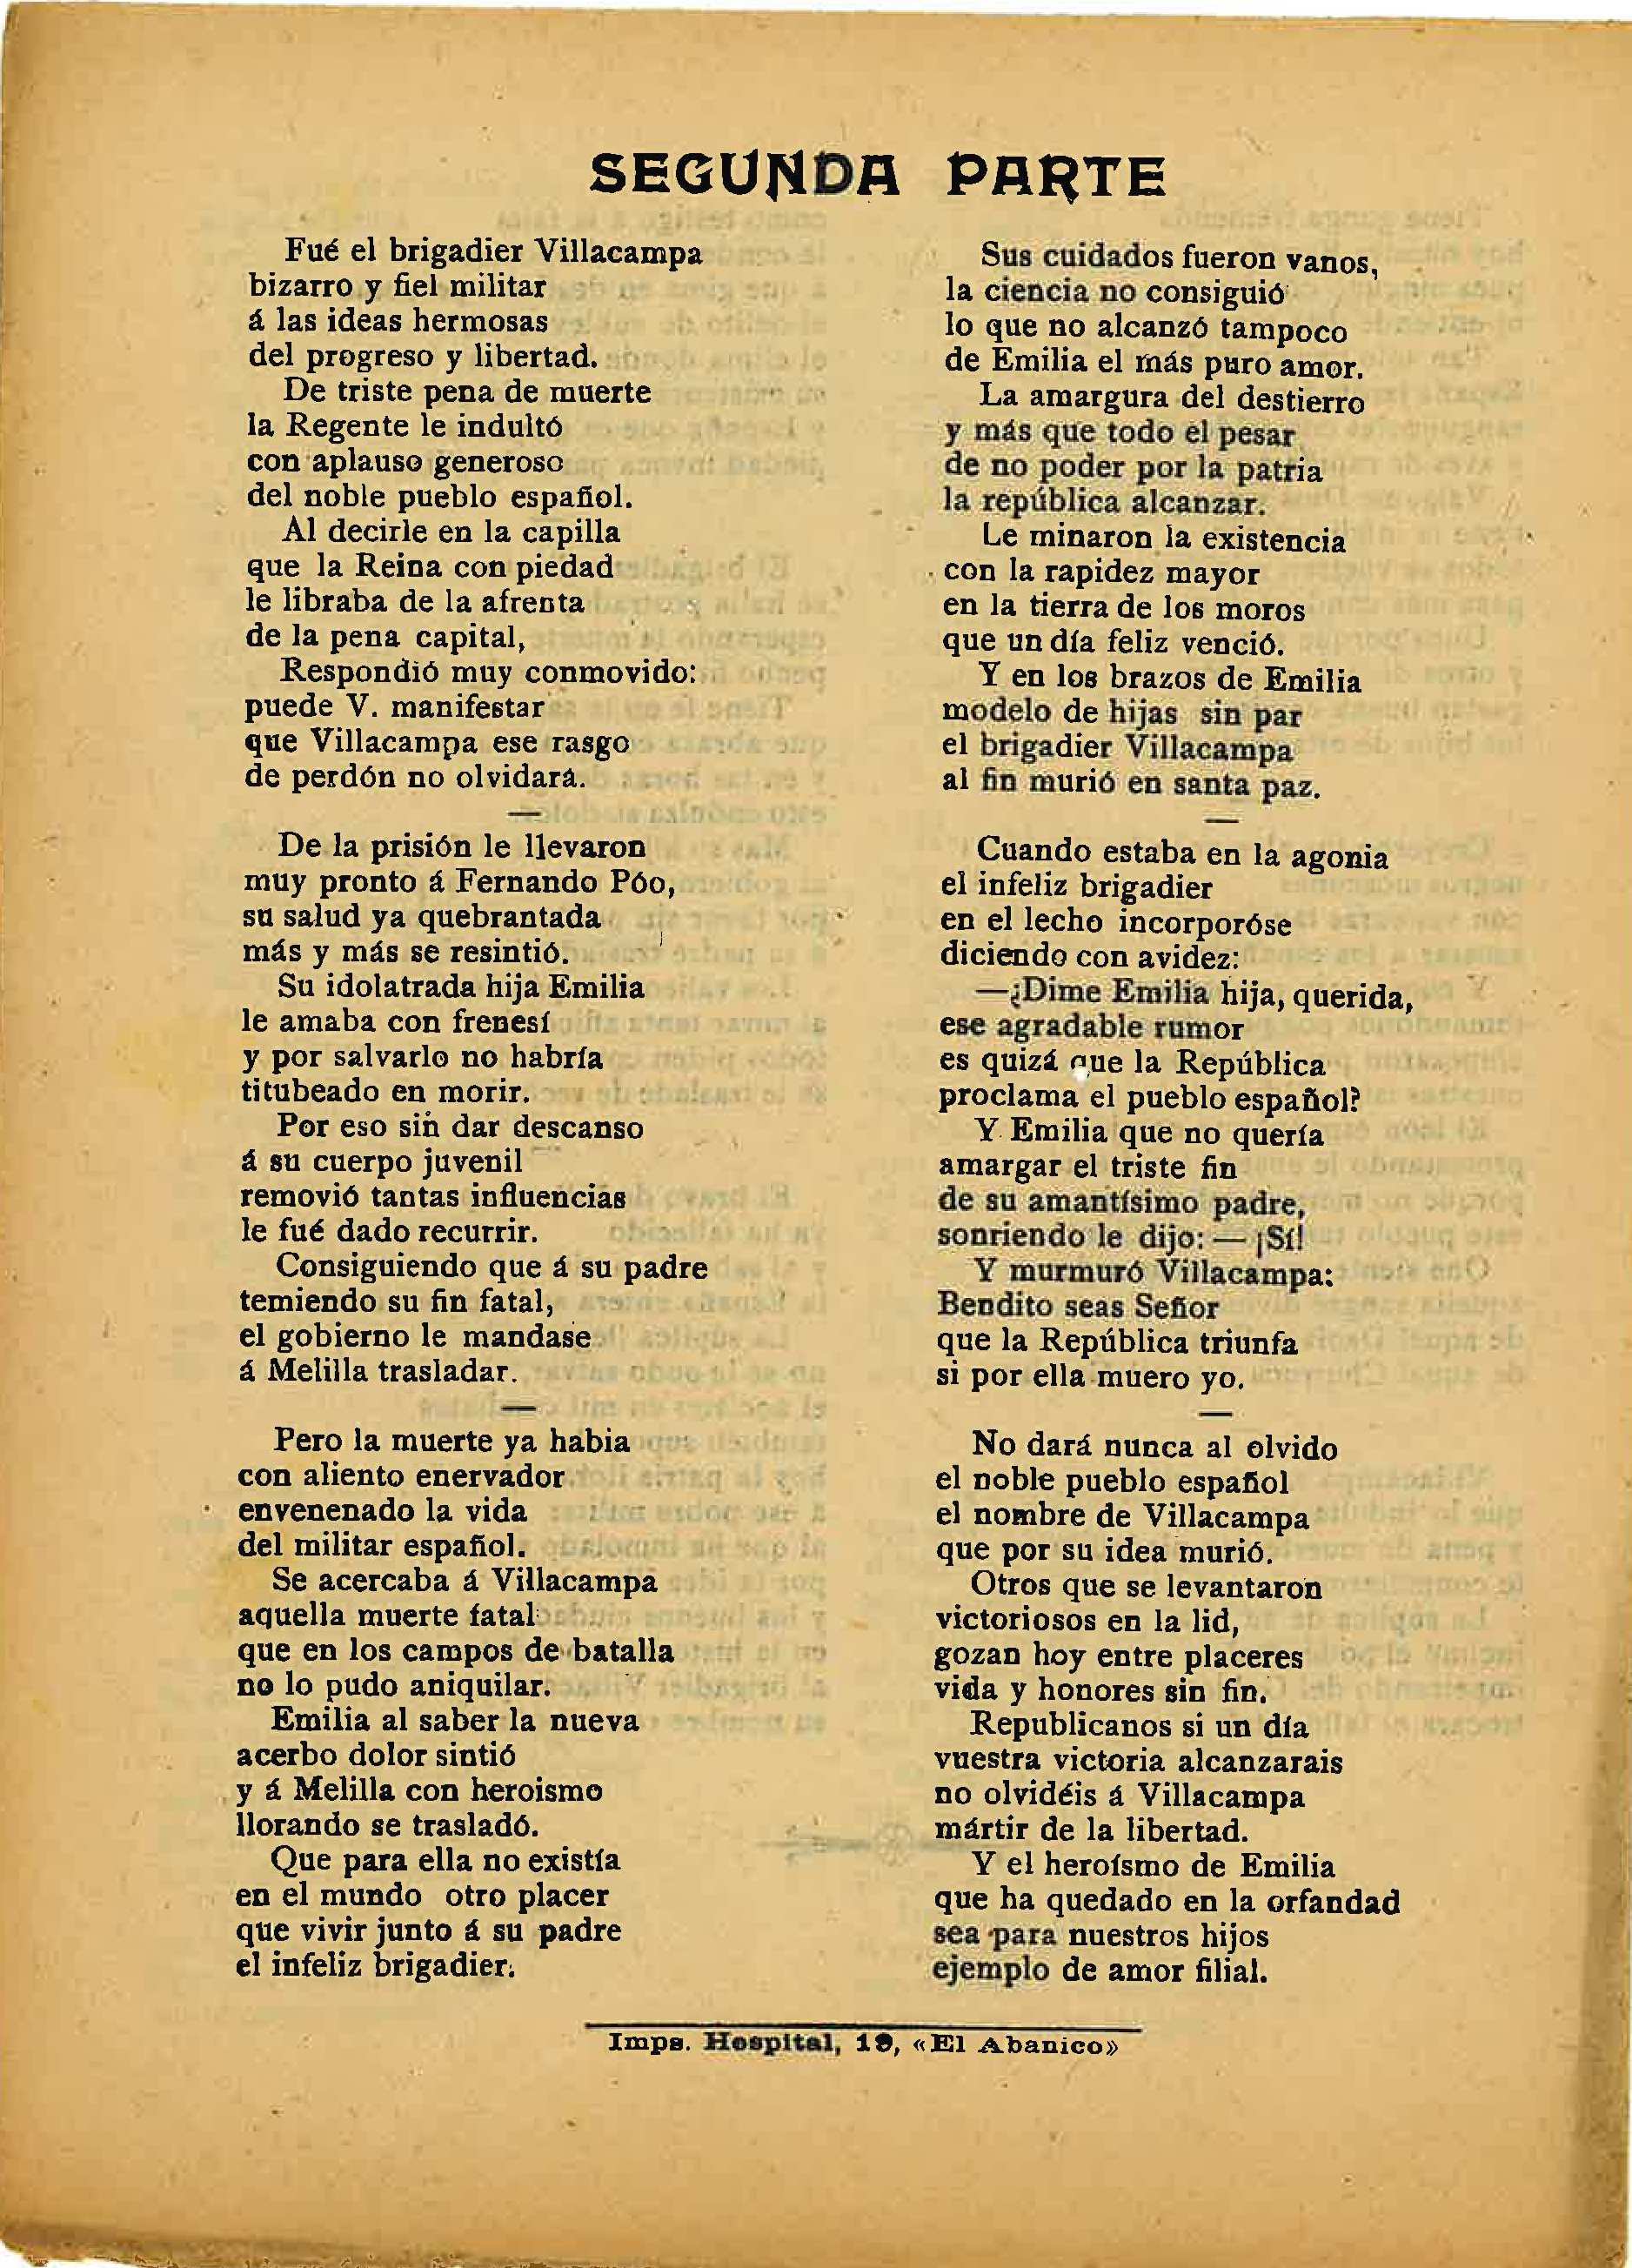 SEGUNDA PARTE
Fué el brigadier Villacampa
bizarro y fiel militar
á las ideas hermosas
del progreso y libertad.
De triste pena de muerte
la Regente le indultó
con aplauso generoso
del noble pueblo español.
Al decirle en la capilla
que la Reina con piedad
le libraba de la afrenta
de la pena capital,
Respondió muy conmovido:
puede V. manifestar
que Villacampa ese rasgo
de perdón no olvidará.
—
De la prisión le llevaron
muy pronto á Fernando Póo,
su salud ya quebrantada
más y más se resintió.
Su idolatrada hija Emilia
le amaba con frenesí
y por salvarlo no habría
titubeado en morir.
Por eso sin dar descanso
á su cuerpo juvenil
removió tantas influencias
le fué dado recurrir.
Consiguiendo que á su padre
temiendo su fin fatal,
el gobierno le mandase
á Melilla trasladar.
—
Pero la muerte ya habia
con aliento enervador
envenenado la vida
del militar español.
Se acercaba á Villacampa
aquella muerte fatal
que en los campos de batalla
no lo pudo aniquilar.
Emilia al saber la nueva
acerbo dolor sintió
y á Melilla con heroismo
llorando se trasladó.
Que para ella no existía
en el mundo otro placer
que vivir junto á su padre
el infeliz brigadier.
Sus cuidados fueron vanos,
la ciencia no consiguió
lo que no alcanzó tampoco
de Emilia el más puro amor.
La amargura del destierro
y más que todo el pesar
de no poder por la patria
la república alcanzar.
Le minaron la existencia
con la rapidez mayor
en la tierra de los moros
que un día feliz venció.
Y en los brazos de Emilia
modelo de hijas sin par
el brigadier Villacampa
al fin murió en santa paz.
—
Cuando estaba en la agonia
el infeliz brigadier
en el lecho incorporóse
diciendo con avidez:
—¿Dime Emilia hija, querida,
ese agradable rumor
es quizá que la República
proclama el pueblo español?
Y Emilia que no quería
amargar el triste fin
de su amantísimo padre,
sonriendo le dijo: — ¡Sí!
Y murmuró Villacampa:
Bendito seas Señor
que la República triunfa
si por ella muero yo.
—
No dará nunca al olvido
el noble pueblo español
el nombre de Villacampa
que por su idea murió.
Otros que se levantaron
victoriosos en la lid,
gozan hoy entre placeres
vida y honores sin fin.
Republicanos si un día
vuestra victoria alcanzarais
no olvidéis á Villacampa
mártir de la libertad.
Y el heroísmo de Emilia
que ha quedado en la orfandad
sea para nuestros hijos
ejemplo de amor filial.
Imps. Hospital, 19, «El Abanico»